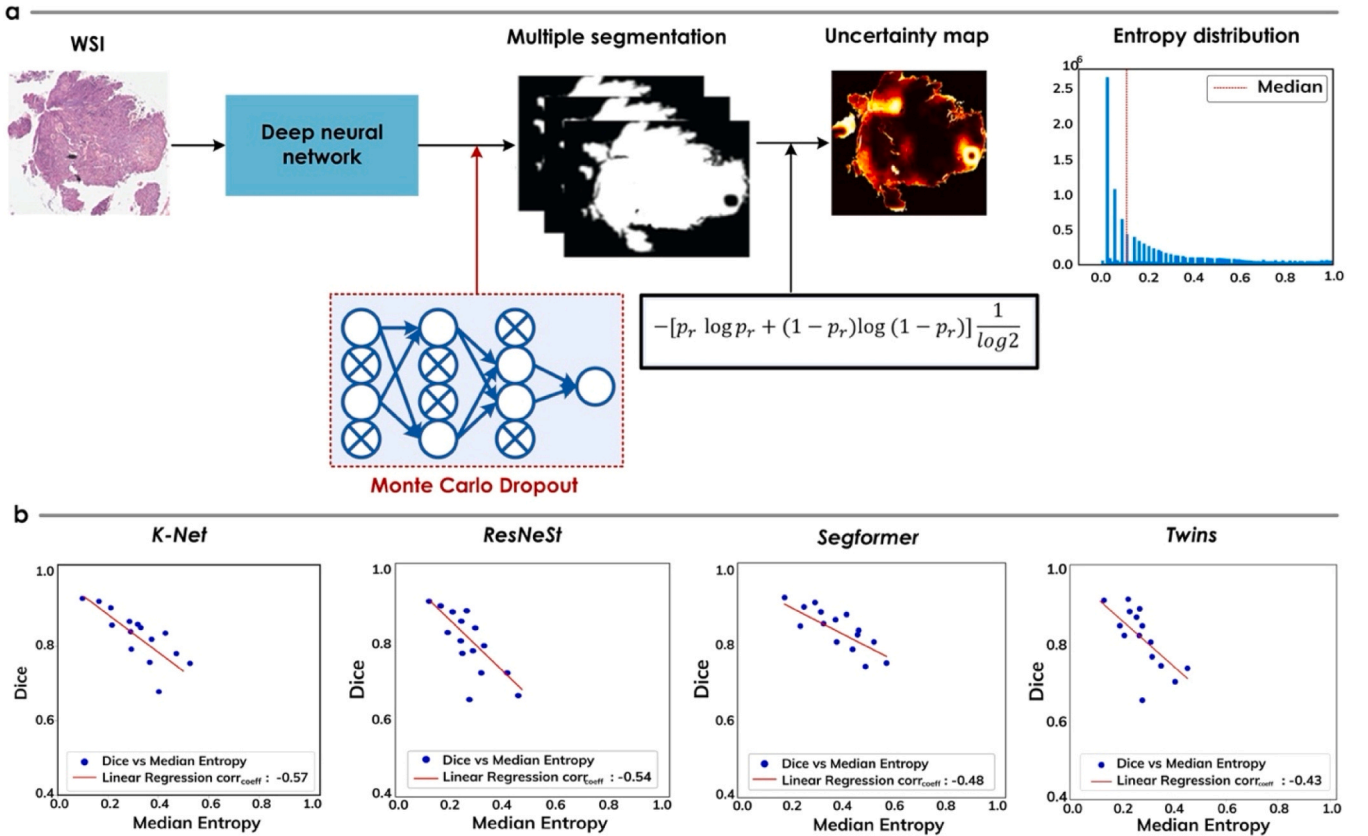 a
WSI
Multiple segmentation
Uncertainty map
Entropy distribution
Deep neural
network
10⁶
2.5
2.0
1.5
1.0
0.5
0.0
Median
0.0 0.2 0.4 0.6 0.8 1.0
−[pᵣ log pᵣ + (1 − pᵣ)log (1 − pᵣ)] 1/log2
Monte Carlo Dropout
b
K-Net
1.0
0.8
0.6
0.4
Dice
Dice vs Median Entropy
Linear Regression corr_coeff : -0.57
0.0 0.2 0.4 0.6 0.8 1.0
Median Entropy
ResNeSt
1.0
0.8
0.6
0.4
Dice
Dice vs Median Entropy
Linear Regression corr_coeff : -0.54
0.0 0.2 0.4 0.6 0.8 1.0
Median Entropy
Segformer
1.0
0.8
0.6
0.4
Dice
Dice vs Median Entropy
Linear Regression corr_coeff : -0.48
0.0 0.2 0.4 0.6 0.8 1.0
Median Entropy
Twins
1.0
0.8
0.6
0.4
Dice
Dice vs Median Entropy
Linear Regression corr_coeff : -0.43
0.0 0.2 0.4 0.6 0.8 1.0
Median Entropy